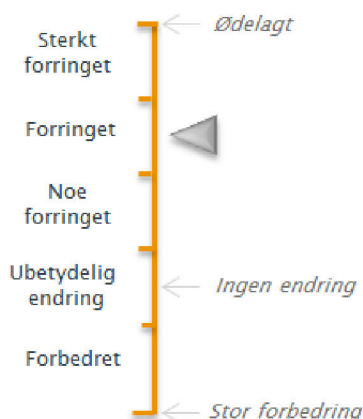 Ødelagt
Sterkt
forringet
Forringet
Noe
forringet
Ubetydelig
endring
Ingen endring
Forbedret
Stor forbedring